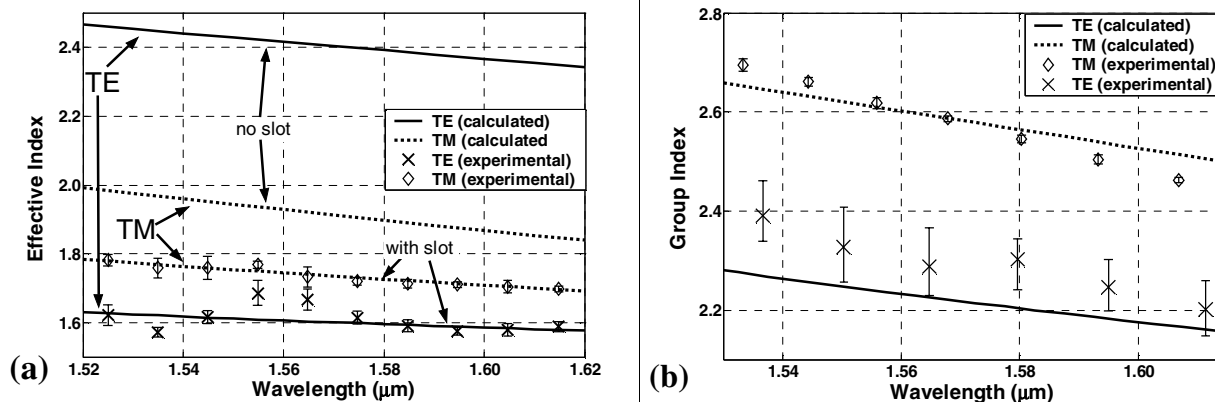 2.4
2.2
2.0
1.8
1.6
Effective Index
TE
TM
no slot
with slot
TE (calculated)
TM (calculated
TE (experimental)
TM (experimental)
1.52 1.53 1.54 1.56 1.58 1.60 1.62
Wavelength (μm)
(a)
2.8
2.6
2.4
2.2
Group Index
TE (calculated)
TM (calculated)
TM (experimental)
TE (experimental)
1.54 1.56 1.58 1.60
Wavelength (μm)
(b)